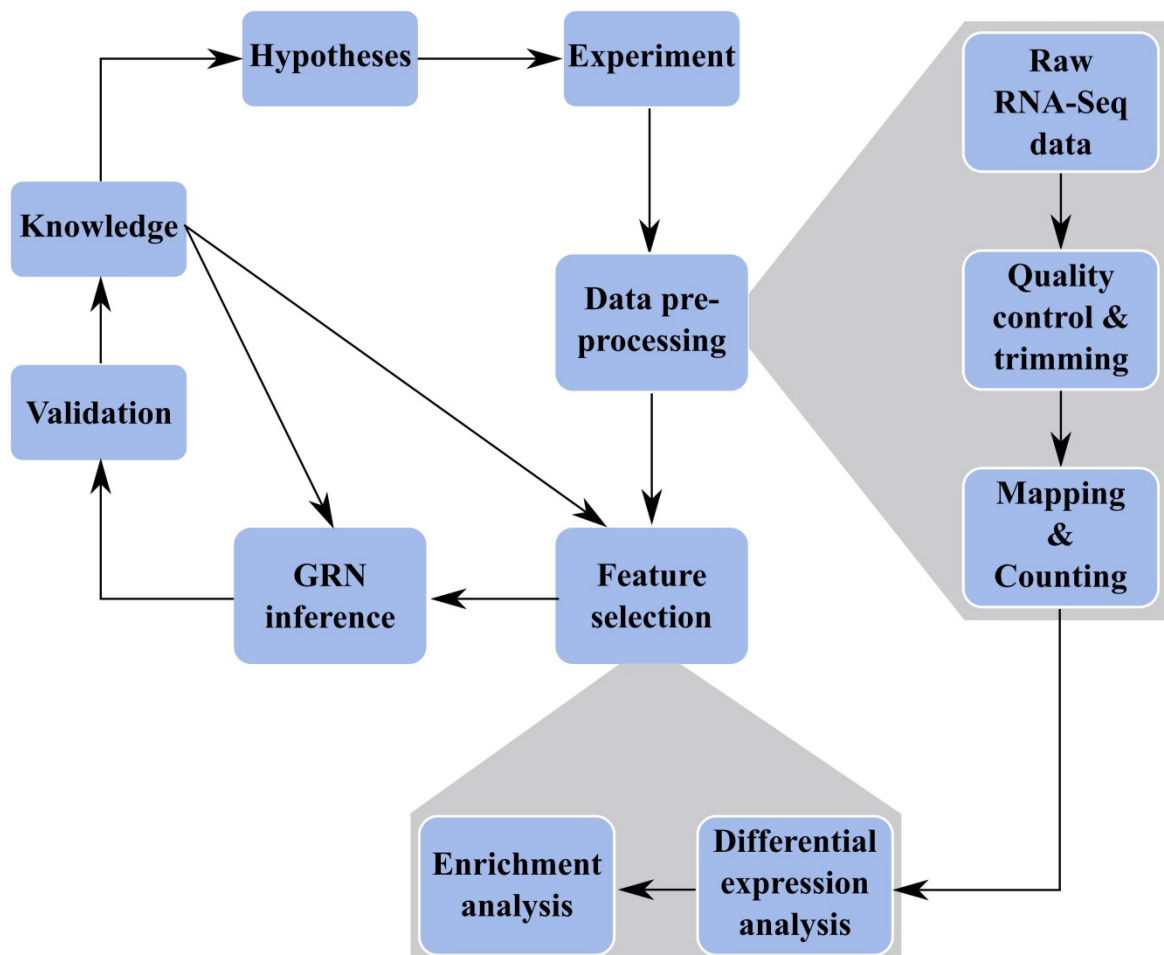 Hypotheses
Experiment
Raw
RNA-Seq
data
Knowledge
Data pre-
processing
Quality
control &
trimming
Validation
Mapping
&
Counting
GRN
inference
Feature
selection
Enrichment
analysis
Differential
expression
analysis